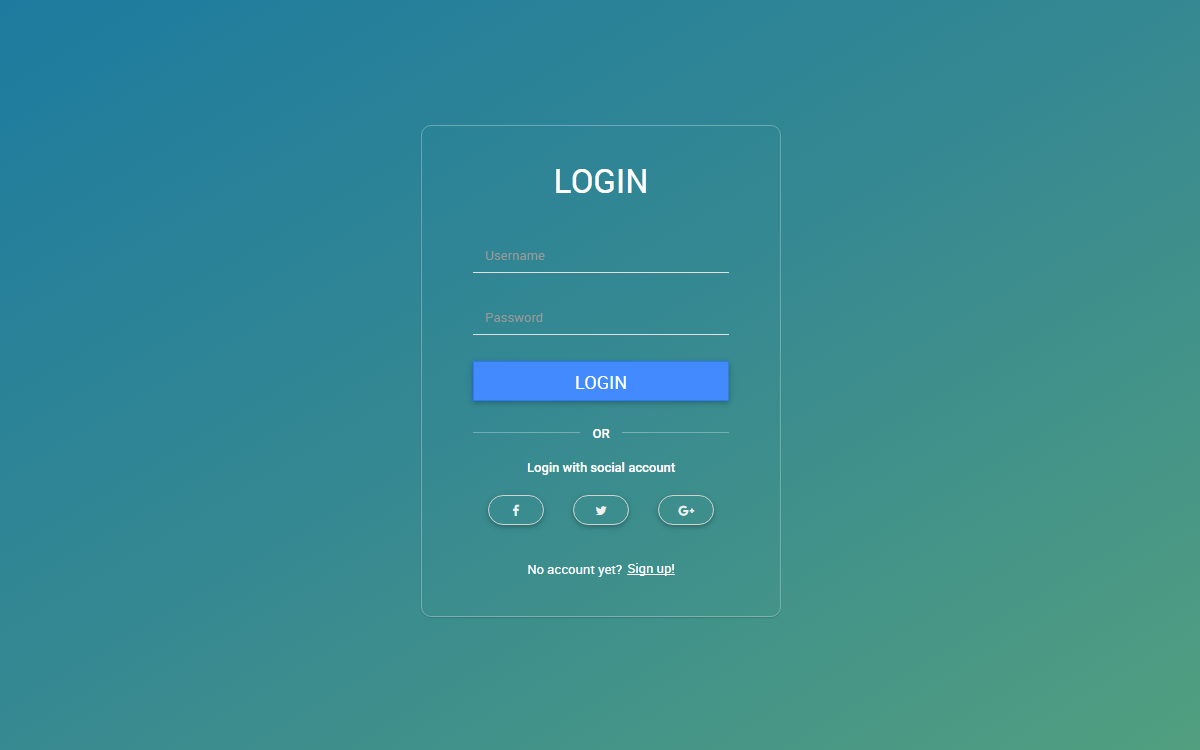 LOGIN
Username
Password
LOGIN
OR
Login with social account
No account yet? Sign up!